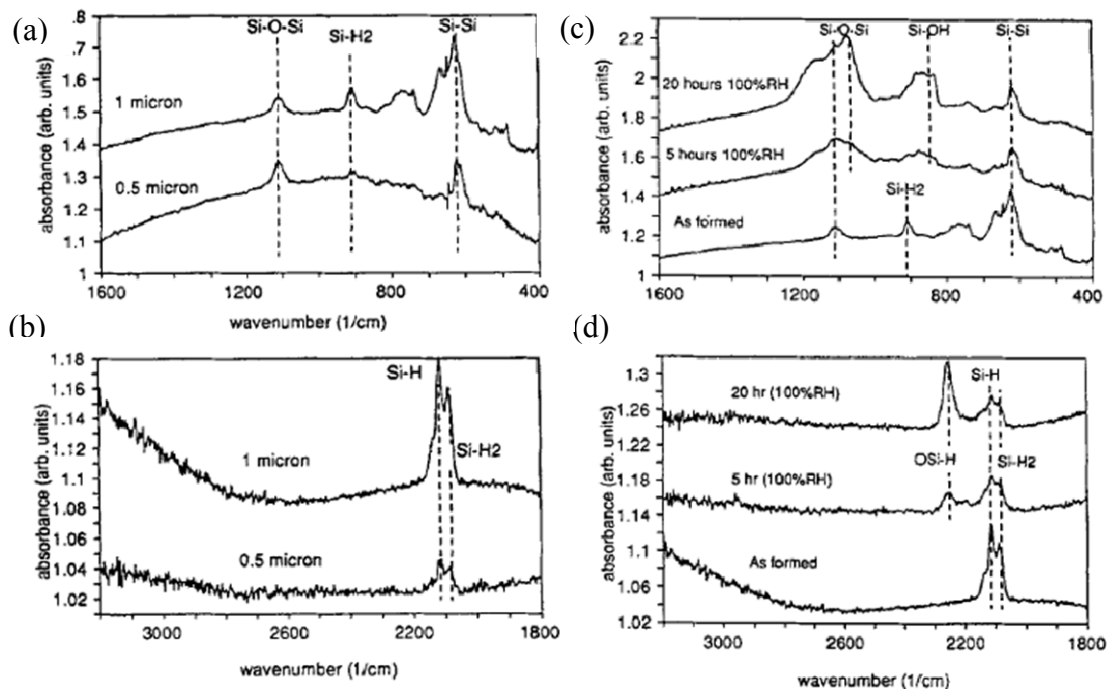 (a)
Si-O-Si
Si-H2
Si-Si
.8
.7
1.6
1.5
1.4
1.3
1.2
1.1
1
absorbance (arb. units)
1 micron
0.5 micron
1600
1200
800
400
wavenumber (1/cm)
(c)
Si-O-Si
Si-OH
Si-Si
2.2
2
1.8
1.6
1.4
1.2
1
absorbance (arb. units)
20 hours 100%RH
5 hours 100%RH
Si-H2
As formed
1600
1200
800
400
wavenumber (1/cm)
(b)
1.18
1.16
1.14
1.12
1.1
1.08
1.06
1.04
1.02
absorbance (arb. units)
Si-H
Si-H2
1 micron
0.5 micron
3000
2600
2200
1800
wavenumber (1/cm)
(d)
1.3
1.26
1.22
1.18
1.14
1.1
1.06
1.02
absorbance (arb. units)
20 hr (100%RH)
Si-H
OSi-H
Si-H2
5 hr (100%RH)
As formed
3000
2600
2200
1800
wavenumber (1/cm)